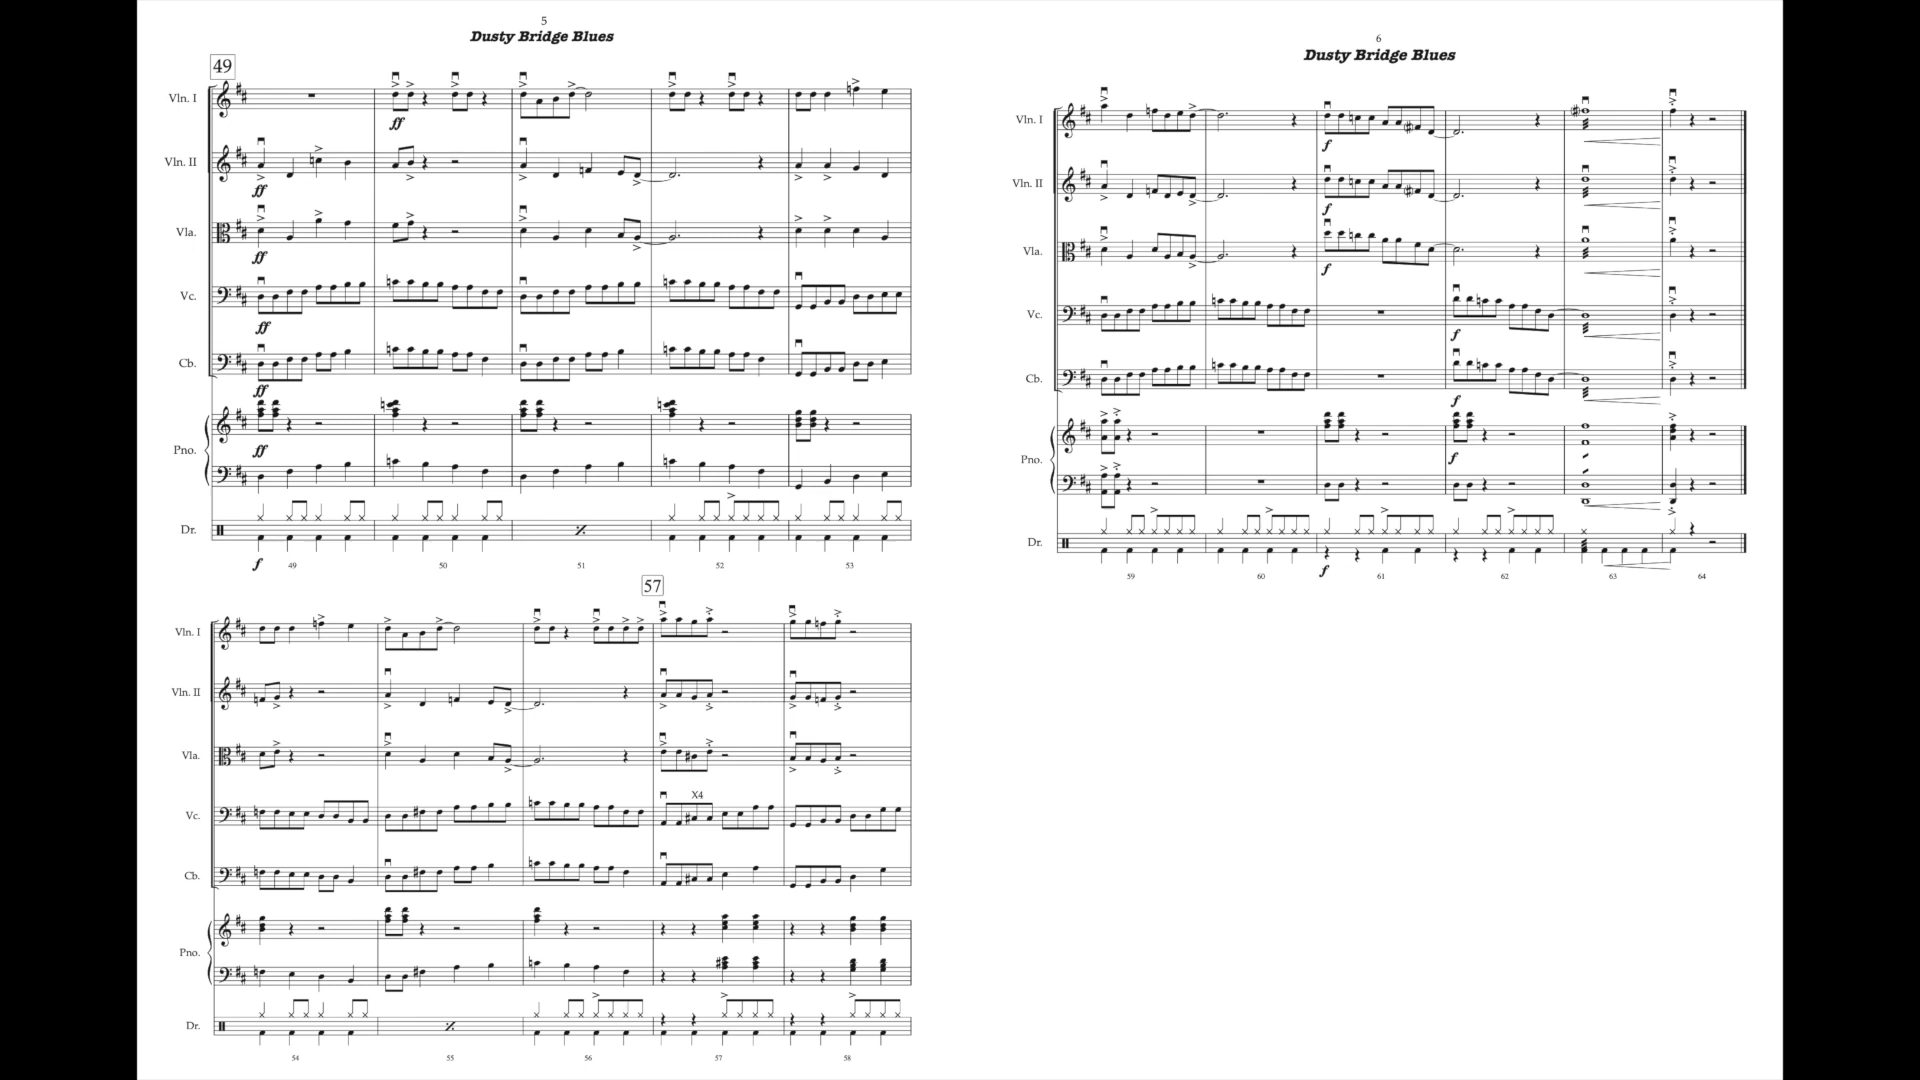 5
Dusty Bridge Blues
49
Vln. I
ff
Vln. II
ff
Vla.
ff
Vc.
ff
Cb.
ff
Pno.
ff
Dr.
f
49 50 51 52 53
57
Vln. I
Vln. II
Vla.
Vc.
X4
Cb.
Pno.
Dr.
54 55 56 57 58
6
Dusty Bridge Blues
Vln. I
f
Vln. II
f
Vla.
f
Vc.
f
Cb.
f
Pno.
f
Dr.
f
59 60 61 62 63 64